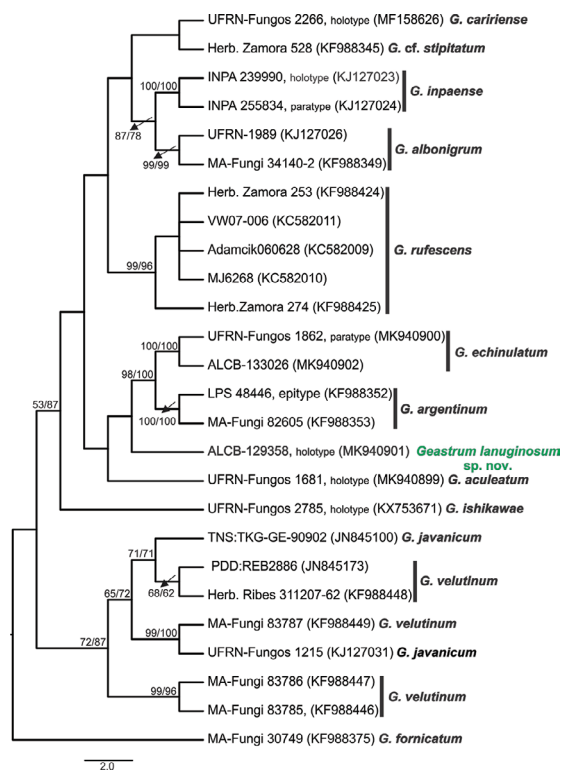 UFRN-Fungos 2266, holotype (MF158626) G. caririense
Herb. Zamora 528 (KF988345) G. cf. stipitatum
100/100 INPA 239990, holotype (KJ127023)
G. inpaense
INPA 255834, paratype (KJ127024)
87/78
UFRN-1989 (KJ127026)
G. albonigrum
99/99 MA-Fungi 34140-2 (KF988349)
Herb. Zamora 253 (KF988424)
VW07-006 (KC582011)
Adamcik060628 (KC582009) G. rufescens
99/96 MJ6268 (KC582010)
Herb.Zamora 274 (KF988425)
UFRN-Fungos 1862, paratype (MK940900)
100/100 G. echinulatum
ALCB-133026 (MK940902)
98/100
LPS 48446, epitype (KF988352)
G. argentinum
100/100 MA-Fungi 82605 (KF988353)
53/87
ALCB-129358, holotype (MK940901) Geastrum lanuginosum
sp. nov.
UFRN-Fungos 1681, holotype (MK940899) G. aculeatum
UFRN-Fungos 2785, holotype (KX753671) G. ishikawae
TNS:TKG-GE-90902 (JN845100) G. javanicum
71/71
PDD:REB2886 (JN845173)
G. velutinum
68/62 Herb. Ribes 311207-62 (KF988448)
65/72
MA-Fungi 83787 (KF988449) G. velutinum
99/100
72/87 UFRN-Fungos 1215 (KJ127031) G. javanicum
MA-Fungi 83786 (KF988447)
99/96 G. velutinum
MA-Fungi 83785, (KF988446)
MA-Fungi 30749 (KF988375) G. fornicatum
2.0